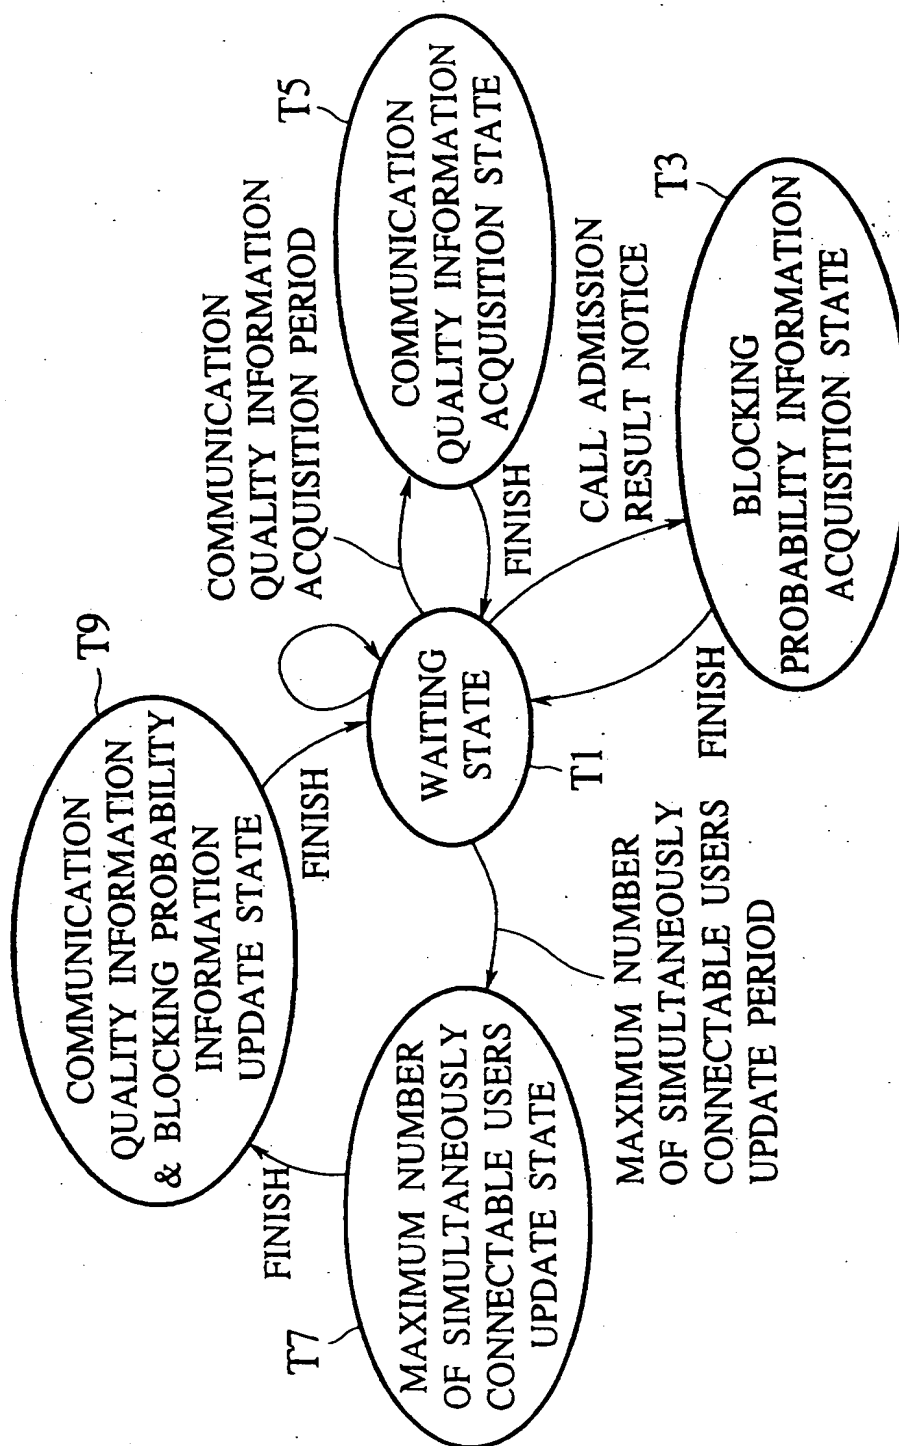 T9
COMMUNICATION
QUALITY INFORMATION
& BLOCKING PROBABILITY
INFORMATION
UPDATE STATE
COMMUNICATION
QUALITY INFORMATION
ACQUISITION PERIOD
T5
COMMUNICATION
QUALITY INFORMATION
ACQUISITION STATE
FINISH
FINISH
FINISH
WAITING
STATE
T1
CALL ADMISSION
RESULT NOTICE
T7
MAXIMUM NUMBER
OF SIMULTANEOUSLY
CONNECTABLE USERS
UPDATE STATE
MAXIMUM NUMBER
OF SIMULTANEOUSLY
CONNECTABLE USERS
UPDATE PERIOD
FINISH
T3
BLOCKING
PROBABILITY INFORMATION
ACQUISITION STATE